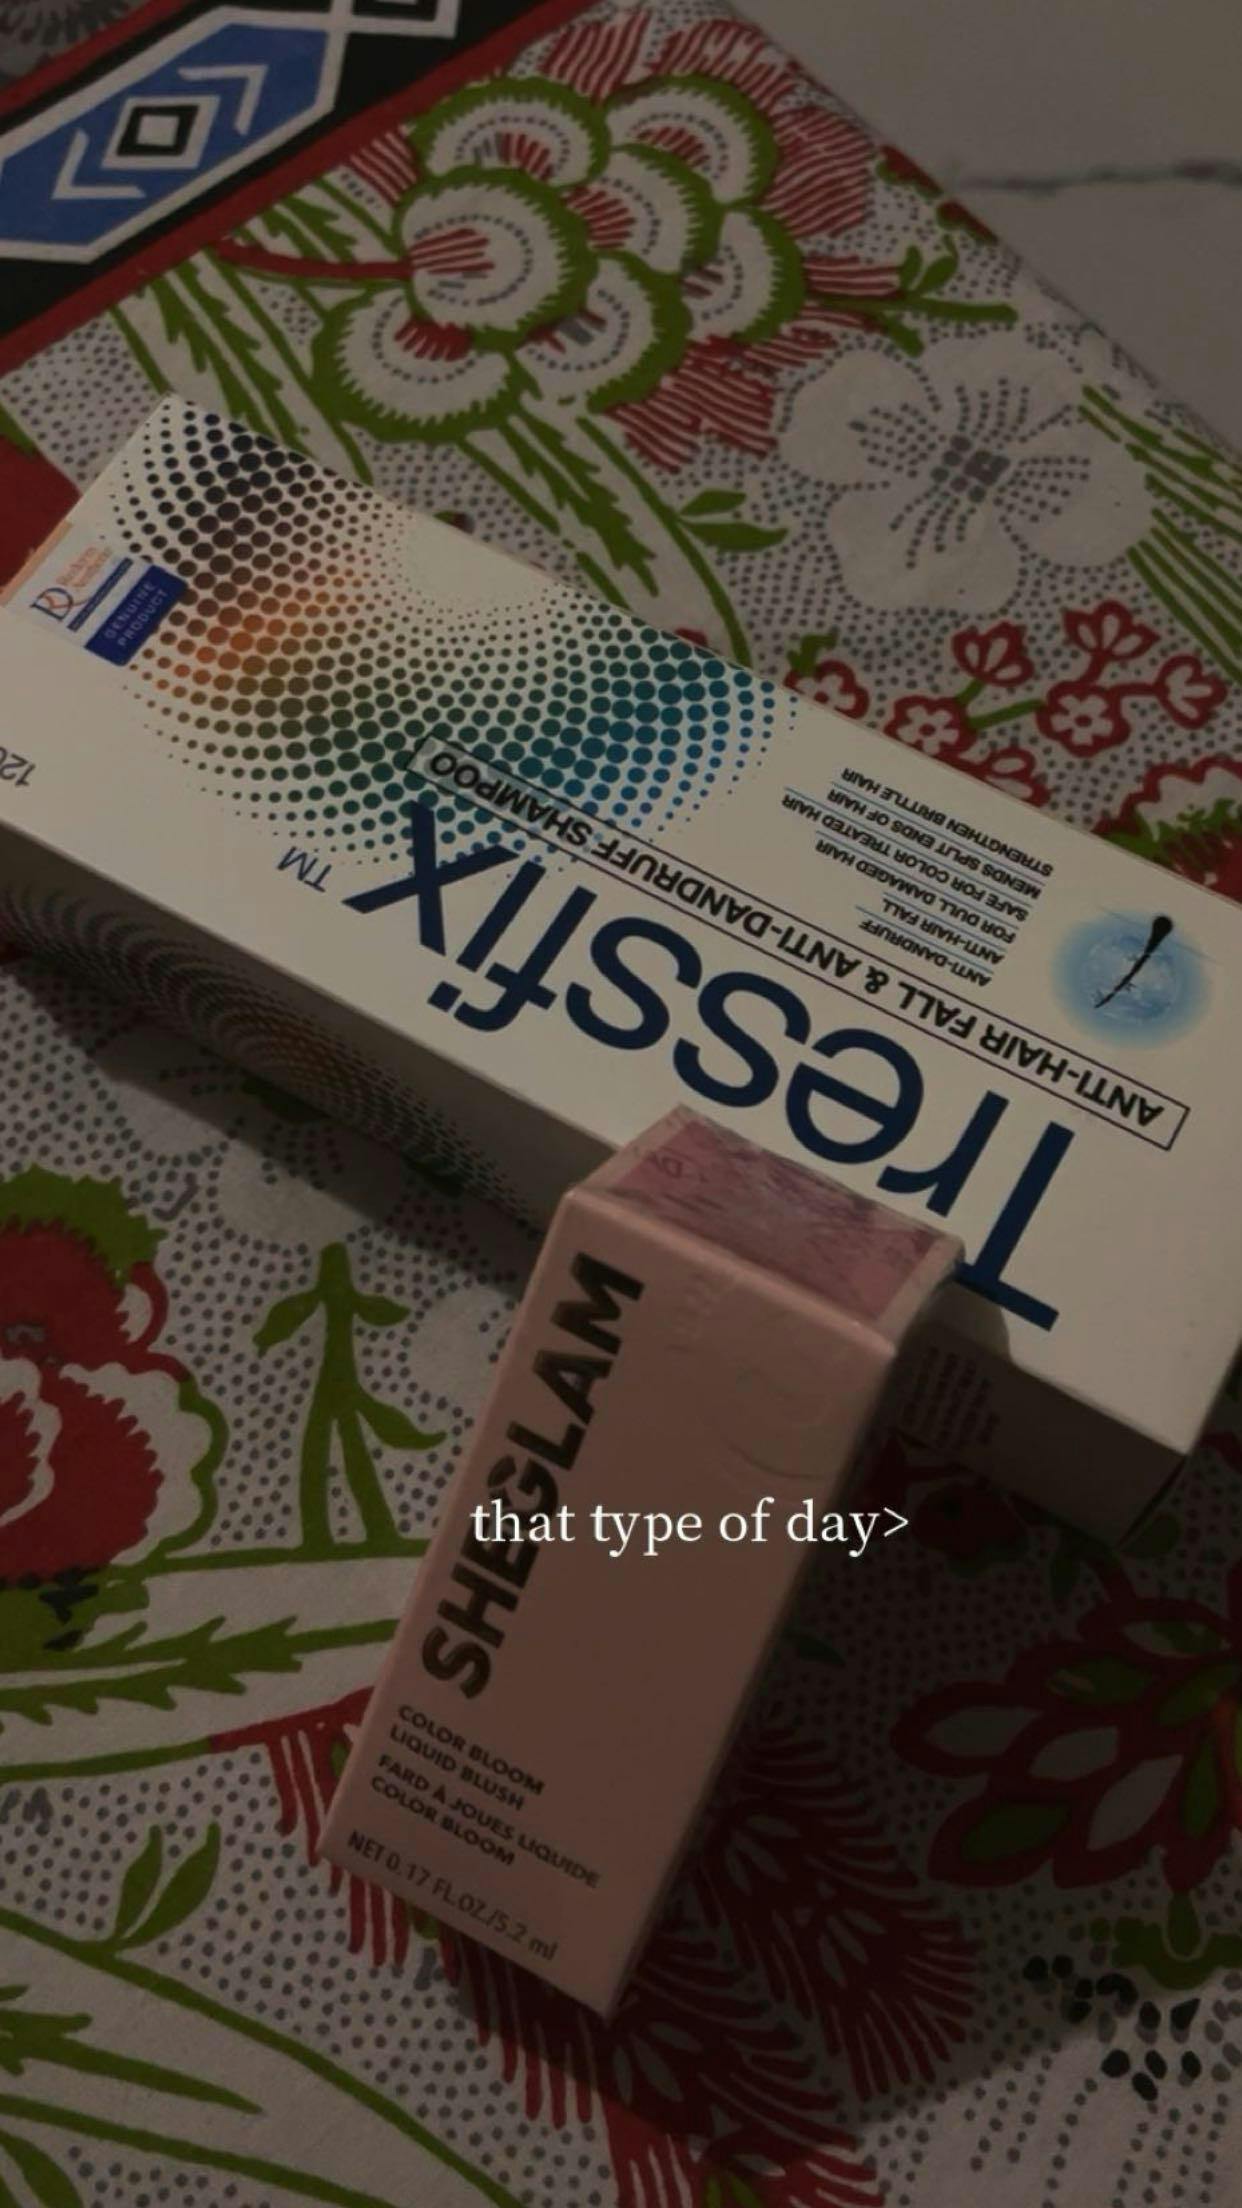 GENUINE
PRODUCT
120
Tressfix™
ANTI-HAIR FALL & ANTI-DANDRUFF SHAMPOO
ANTI-DANDRUFF
ANTI-HAIR FALL
FOR DULL DAMAGED HAIR
SAFE FOR COLOR TREATED HAIR
MENDS SPLIT ENDS OF HAIR
STRENGTHEN BRITTLE HAIR
SHEGLAM
that type of day>
COLOR BLOOM
LIQUID BLUSH
FARD À JOUES LIQUIDE
COLOR BLOOM
NET 0.17 FL.OZ./5.2 ml